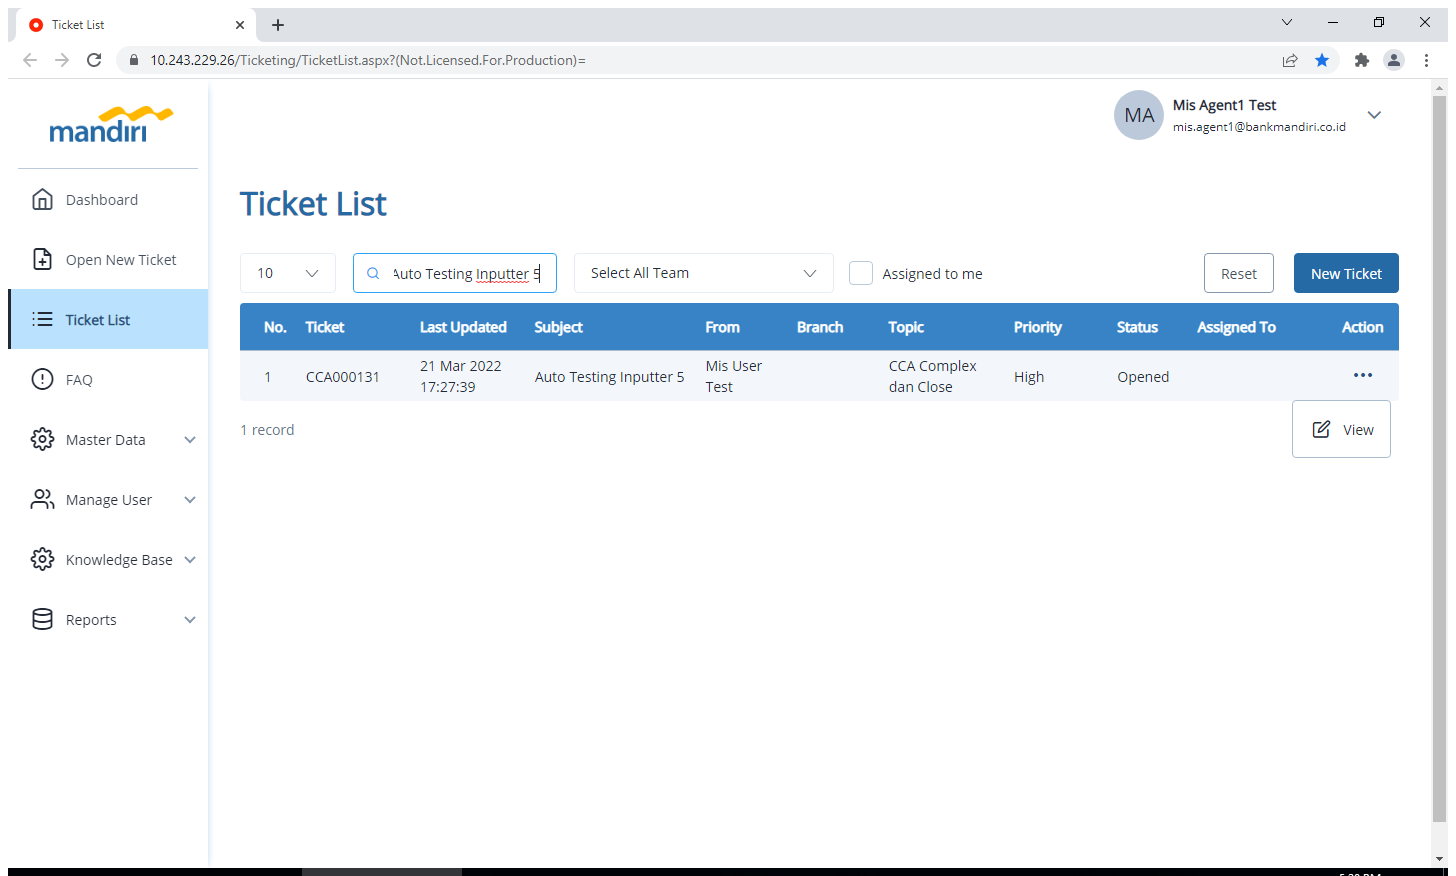 Ticket List
10.243.229.26/Ticketing/TicketList.aspx?(Not.Licensed.For.Production)=
mandiri
MA
Mis Agent1 Test
mis.agent1@bankmandiri.co.id
Dashboard
Open New Ticket
Ticket List
FAQ
Master Data
Manage User
Knowledge Base
Reports
Ticket List
10
Auto Testing Inputter 5
Select All Team
Assigned to me
Reset
New Ticket
No. Ticket Last Updated Subject From Branch Topic Priority Status Assigned To Action
1 CCA000131 21 Mar 2022 17:27:39 Auto Testing Inputter 5 Mis User Test CCA Complex dan Close High Opened
1 record
View